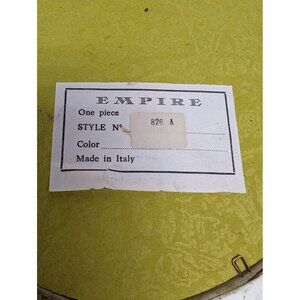 EMPIRE
One piece
STYLE Nº 828 A
Color
Made in Italy